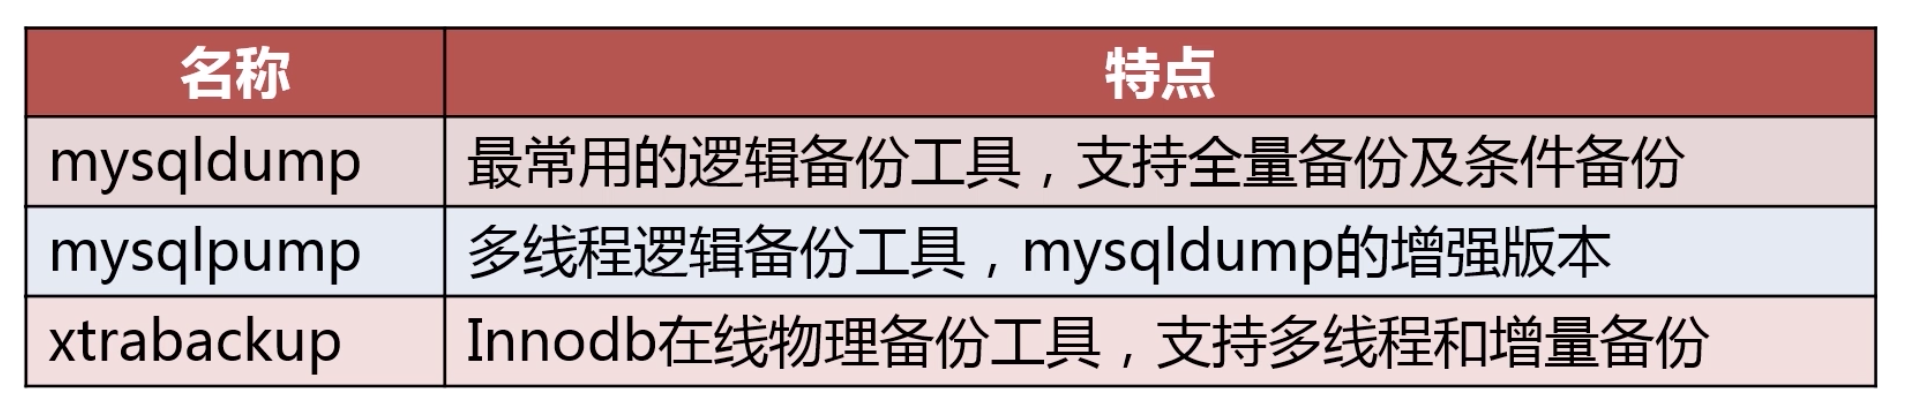 名称 特点
mysqldump 最常用的逻辑备份工具，支持全量备份及条件备份
mysqlpump 多线程逻辑备份工具，mysqldump的增强版本
xtrabackup Innodb在线物理备份工具，支持多线程和增量备份